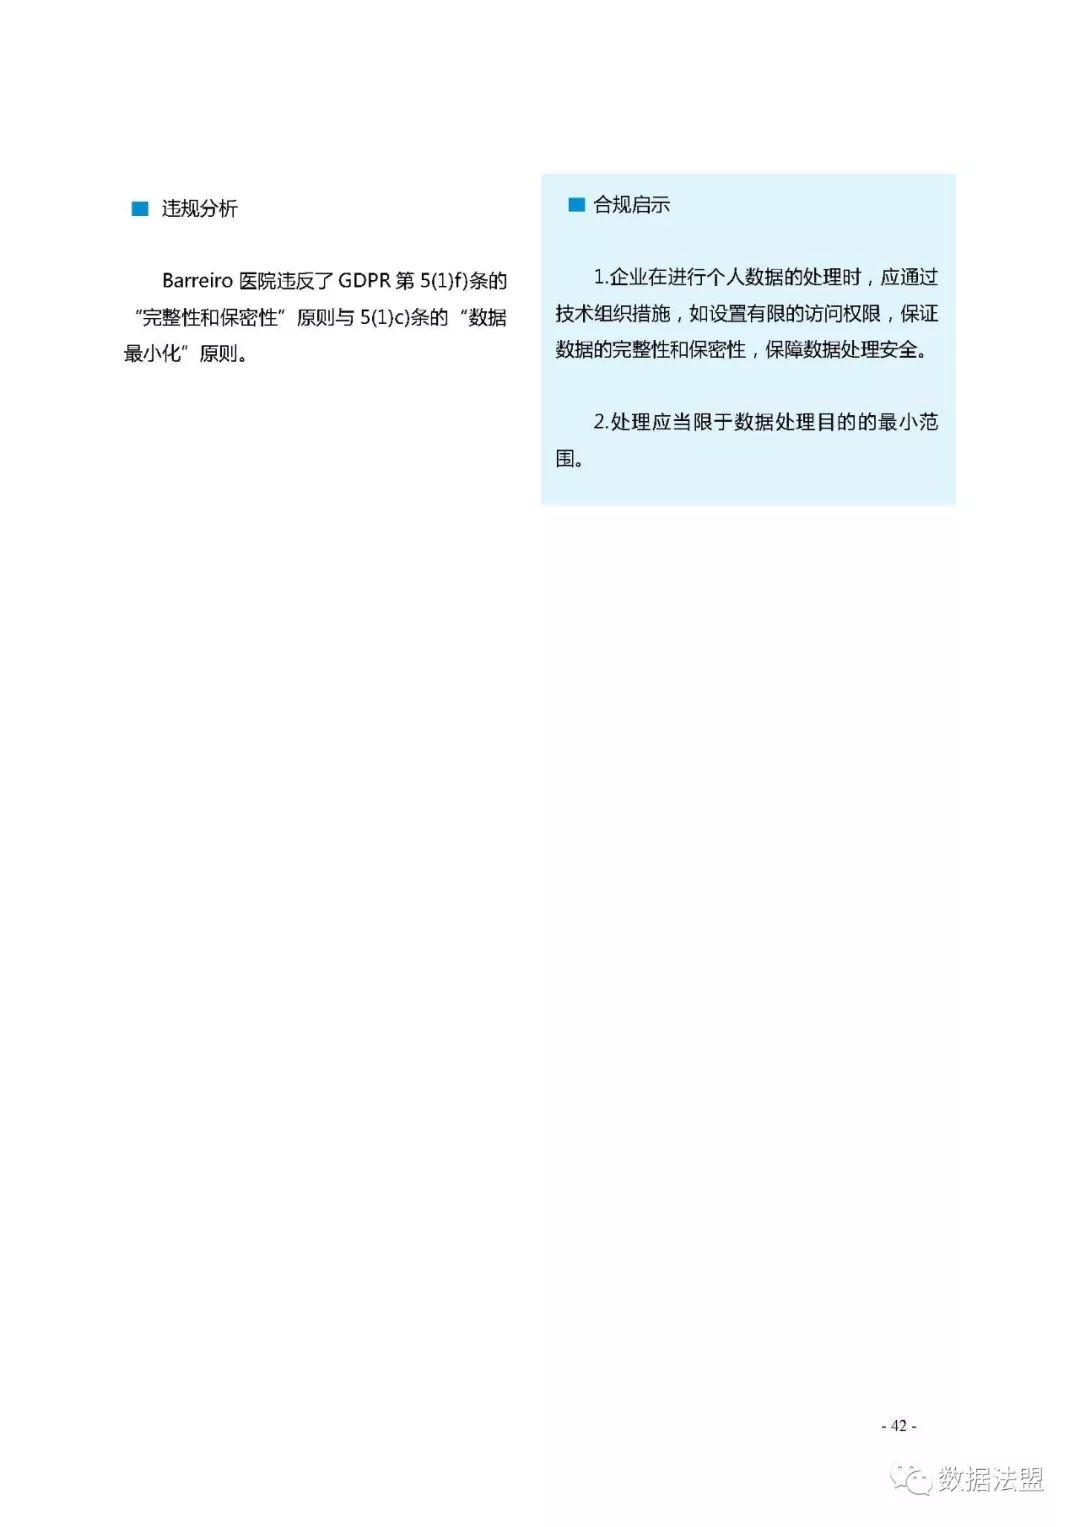 违规分析
Barreiro 医院违反了 GDPR 第 5(1)f)条的
“完整性和保密性”原则与 5(1)c)条的“数据
最小化”原则。
合规启示
1.企业在进行个人数据的处理时，应通过
技术组织措施，如设置有限的访问权限，保证
数据的完整性和保密性，保障数据处理安全。
2.处理应当限于数据处理目的的最小范
围。
- 42 -
数据法盟